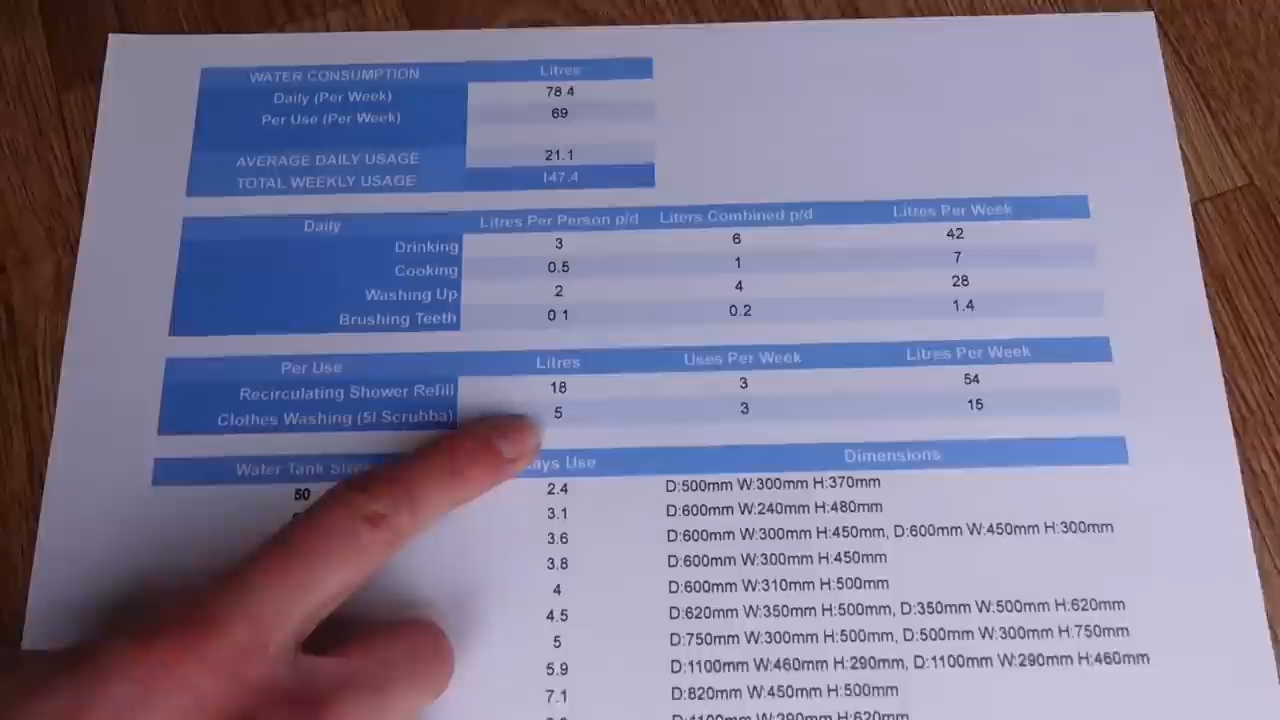 WATER CONSUMPTION Litres
Daily (Per Week) 78.4
Per Use (Per Week) 69
AVERAGE DAILY USAGE 21.1
TOTAL WEEKLY USAGE 147.4
Daily Litres Per Person p/d Liters Combined p/d Litres Per Week
Drinking 3 6 42
Cooking 0.5 1 7
Washing Up 2 4 28
Brushing Teeth 0.1 0.2 1.4
Per Use Litres Uses Per Week Litres Per Week
Recirculating Shower Refill 18 3 54
Clothes Washing (5l Scrubba) 5 3 15
Water Tank Use Dimensions
50 2.4 D:500mm W:300mm H:370mm
3.1 D:600mm W:240mm H:480mm
3.6 D:600mm W:300mm H:450mm, D:600mm W:450mm H:300mm
3.8 D:600mm W:300mm H:450mm
4 D:600mm W:310mm H:500mm
4.5 D:620mm W:350mm H:500mm, D:350mm W:500mm H:620mm
5 D:750mm W:300mm H:500mm, D:500mm W:300mm H:750mm
5.9 D:1100mm W:460mm H:290mm, D:1100mm W:290mm H:460mm
7.1 D:820mm W:450mm H:500mm
D:1100mm W:290mm H:620mm